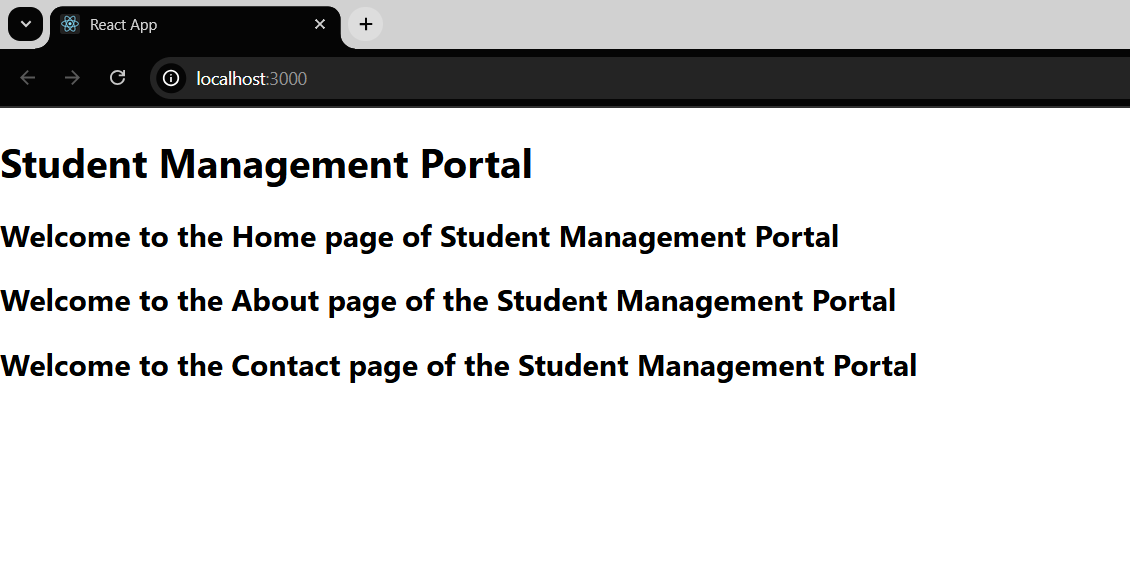 React App
localhost:3000
Student Management Portal
Welcome to the Home page of Student Management Portal
Welcome to the About page of the Student Management Portal
Welcome to the Contact page of the Student Management Portal